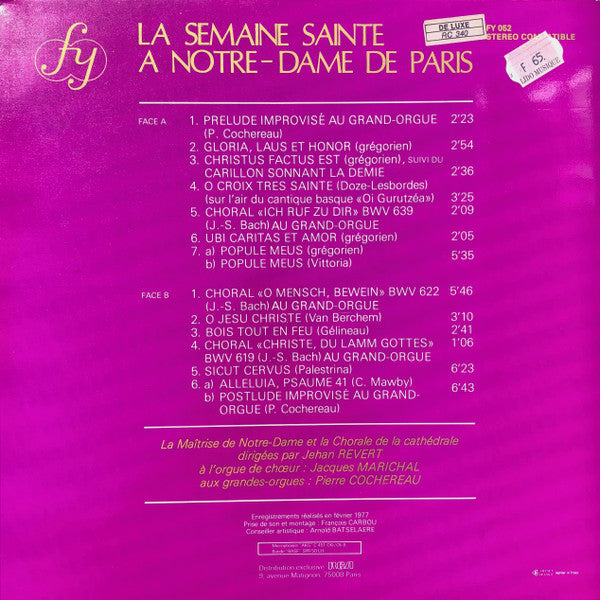 fy
LA SEMAINE SAINTE
A NOTRE-DAME DE PARIS
DE LUXE
RC 340
FY 052
STEREO COMPATIBLE
F 65.
LIDO MUSIQUE
FACE A
1. PRELUDE IMPROVISÈ AU GRAND-ORGUE 2'23
(P. Cochereau)
2. GLORIA, LAUS ET HONOR (grégorien) 2'54
3. CHRISTUS FACTUS EST (grégorien), SUIVI DU
CARILLON SONNANT LA DEMIE 2'36
4. O CROIX TRES SAINTE (Doze-Lesbordes)
(sur l'air du cantique basque «Oi Gurutzéa») 3'25
5. CHORAL «ICH RUF ZU DIR» BWV 639 2'09
(J.-S. Bach) AU GRAND-ORGUE
6. UBI CARITAS ET AMOR (grégorien) 2'05
7. a) POPULE MEUS (grégorien) 5'35
b) POPULE MEUS (Vittoria)
FACE B
1. CHORAL «O MENSCH, BEWEIN» BWV 622 5'46
(J.-S. Bach) AU GRAND-ORGUE
2. O JESU CHRISTE (Van Berchem) 3'10
3. BOIS TOUT EN FEU (Gélineau) 2'41
4. CHORAL «CHRISTE, DU LAMM GOTTES» 1'06
BWV 619 (J.-S. Bach) AU GRAND-ORGUE
5. SICUT CERVUS (Palestrina) 6'23
6. a) ALLELUIA, PSAUME 41 (C. Mawby) 6'43
b) POSTLUDE IMPROVISÈ AU GRAND-
ORGUE (P. Cochereau)
La Maîtrise de Notre-Dame et la Chorale de la cathédrale
dirigées par Jehan REVERT
à l'orgue de chœur : Jacques MARICHAL
aux grandes-orgues : Pierre COCHEREAU
Enregistrements réalisés en février 1977
Prise de son et montage : François CARBOU
Conseiller artistique : Arnold BATSELAERE
Distribution exclusive RCA
9, avenue Matignon, 75008 Paris